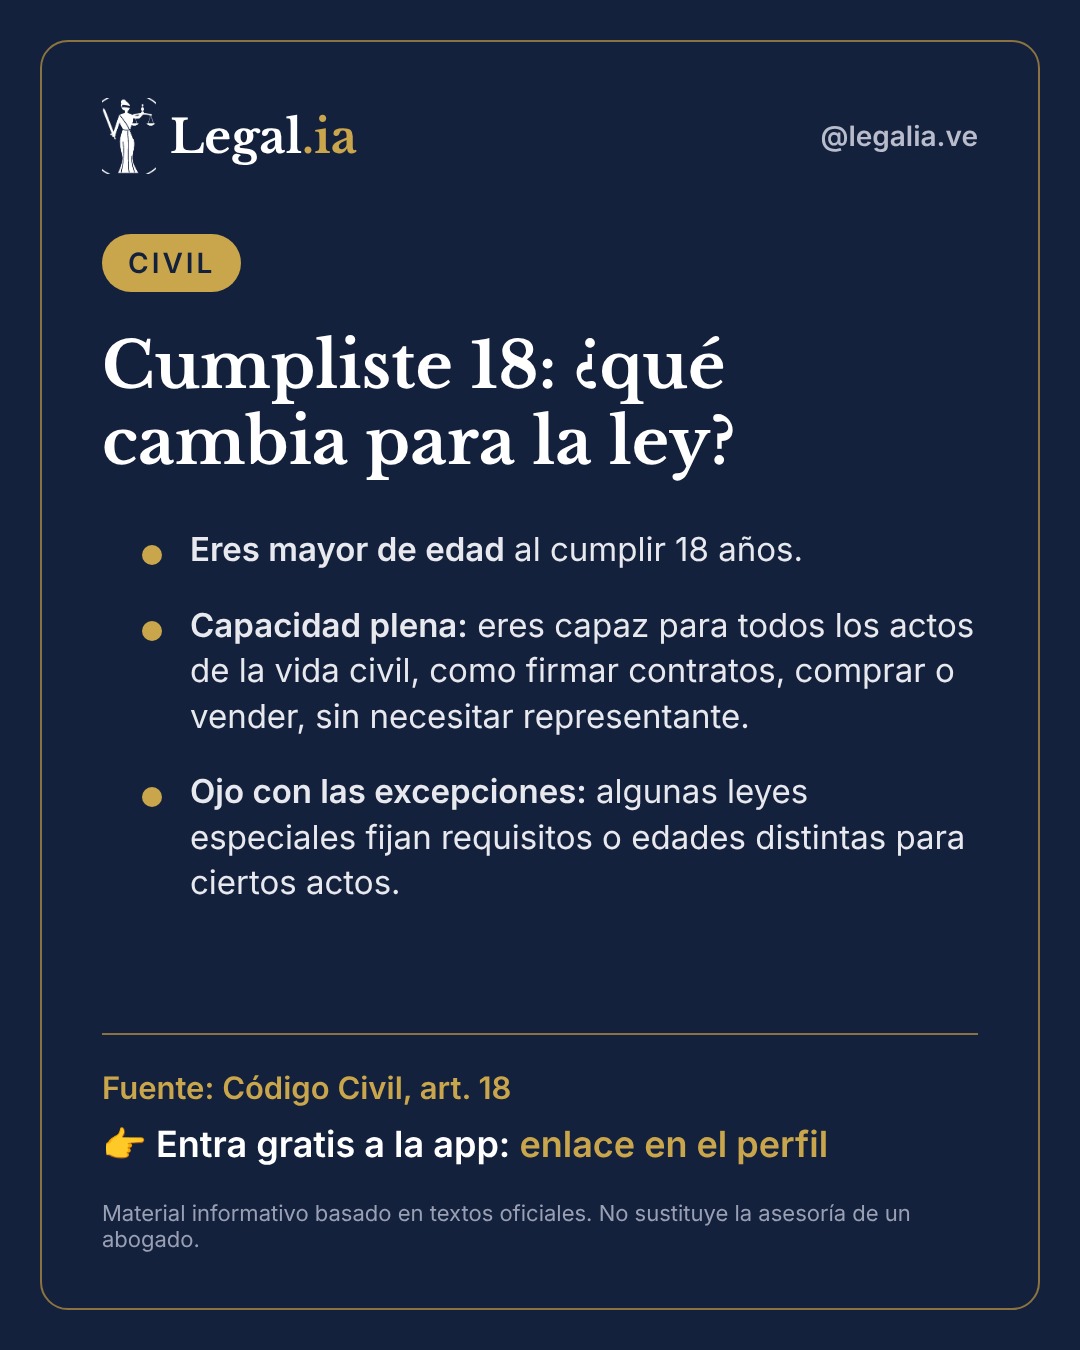 Legal.ia
@legalia.ve
CIVIL
Cumpliste 18: ¿qué
cambia para la ley?
Eres mayor de edad al cumplir 18 años.
Capacidad plena: eres capaz para todos los actos
de la vida civil, como firmar contratos, comprar o
vender, sin necesitar representante.
Ojo con las excepciones: algunas leyes
especiales fijan requisitos o edades distintas para
ciertos actos.
Fuente: Código Civil, art. 18
👉 Entra gratis a la app: enlace en el perfil
Material informativo basado en textos oficiales. No sustituye la asesoría de un
abogado.